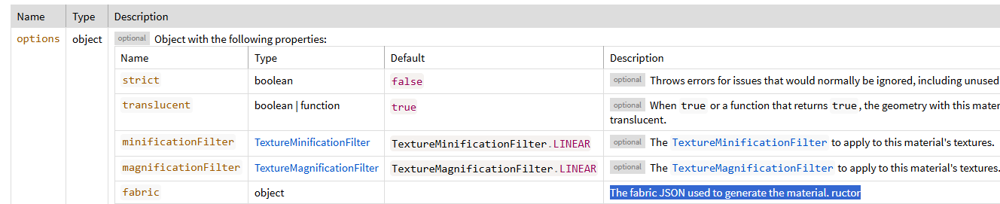 Name Type Description
options object optional Object with the following properties:
Name Type Default Description
strict boolean false optional Throws errors for issues that would normally be ignored, including unused
translucent boolean | function true optional When true or a function that returns true, the geometry with this mater
translucent.
minificationFilter TextureMinificationFilter TextureMinificationFilter.LINEAR optional The TextureMinificationFilter to apply to this material's textures.
magnificationFilter TextureMagnificationFilter TextureMagnificationFilter.LINEAR optional The TextureMagnificationFilter to apply to this material's textures.
fabric object The fabric JSON used to generate the material. ructor